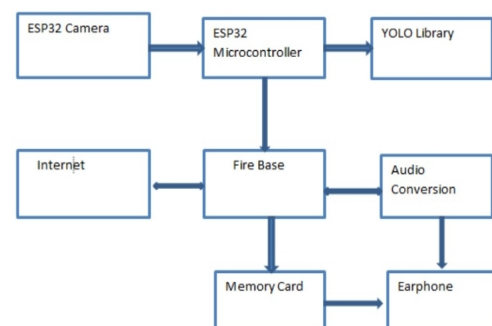 ESP32 Camera
ESP32
Microcontroller
YOLO Library
Internet
Fire Base
Audio
Conversion
Memory Card
Earphone